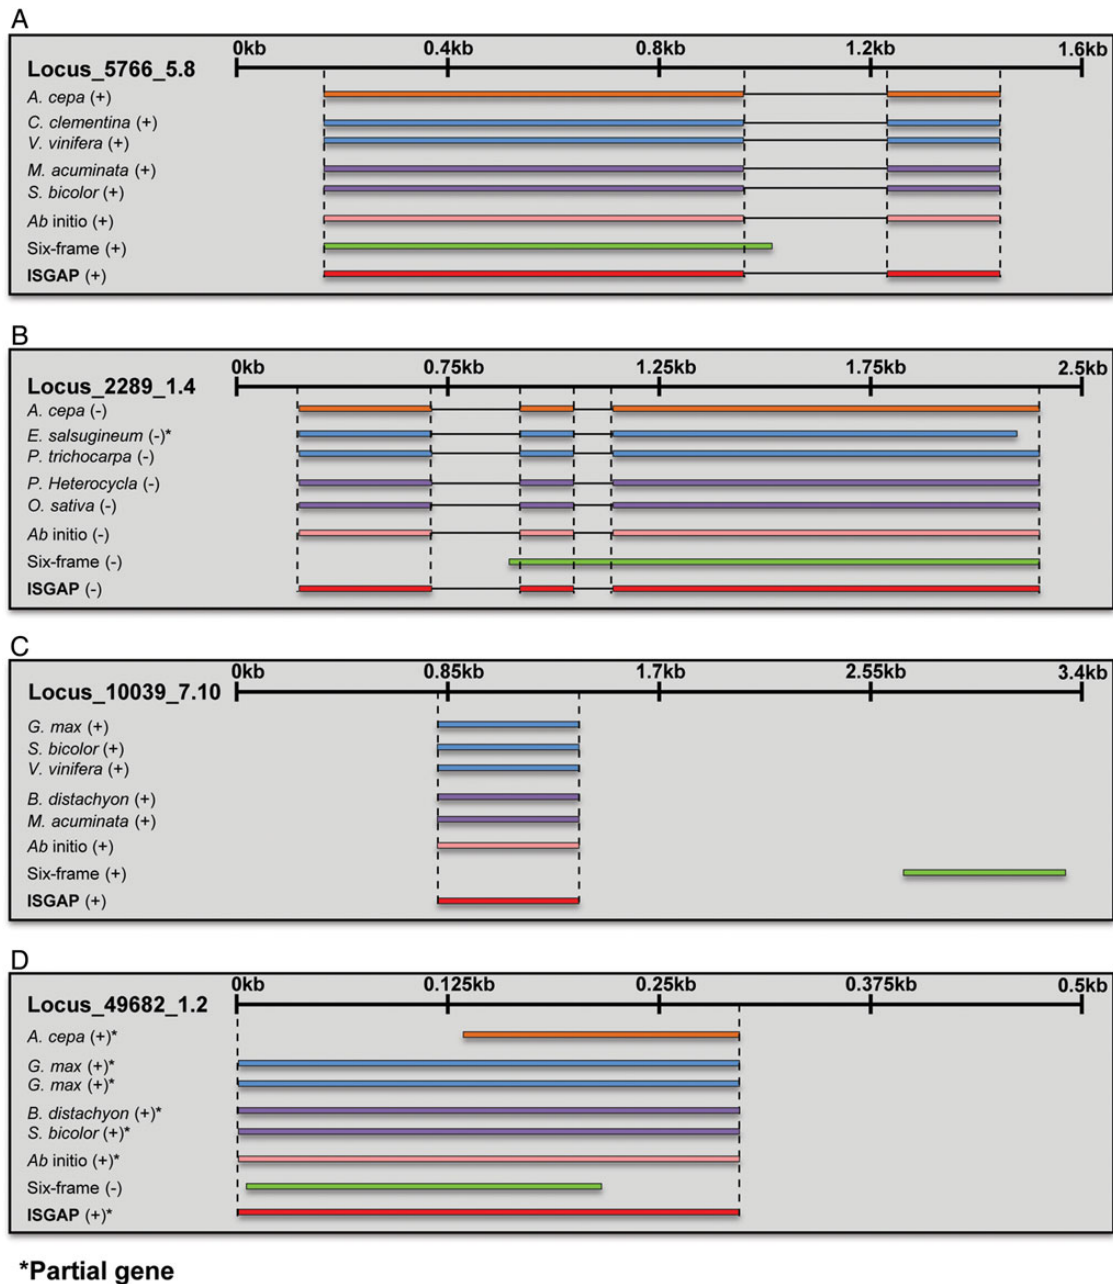 A
0kb 0.4kb 0.8kb 1.2kb 1.6kb
Locus_5766_5.8
A. cepa (+)
C. clementina (+)
V. vinifera (+)
M. acuminata (+)
S. bicolor (+)
Ab initio (+)
Six-frame (+)
ISGAP (+)
B
0kb 0.75kb 1.25kb 1.75kb 2.5kb
Locus_2289_1.4
A. cepa (-)
E. salsugineum (-)*
P. trichocarpa (-)
P. Heterocycla (-)
O. sativa (-)
Ab initio (-)
Six-frame (-)
ISGAP (-)
C
0kb 0.85kb 1.7kb 2.55kb 3.4kb
Locus_10039_7.10
G. max (+)
S. bicolor (+)
V. vinifera (+)
B. distachyon (+)
M. acuminata (+)
Ab initio (+)
Six-frame (+)
ISGAP (+)
D
0kb 0.125kb 0.25kb 0.375kb 0.5kb
Locus_49682_1.2
A. cepa (+)*
G. max (+)*
G. max (+)*
B. distachyon (+)*
S. bicolor (+)*
Ab initio (+)*
Six-frame (-)
ISGAP (+)*
*Partial gene